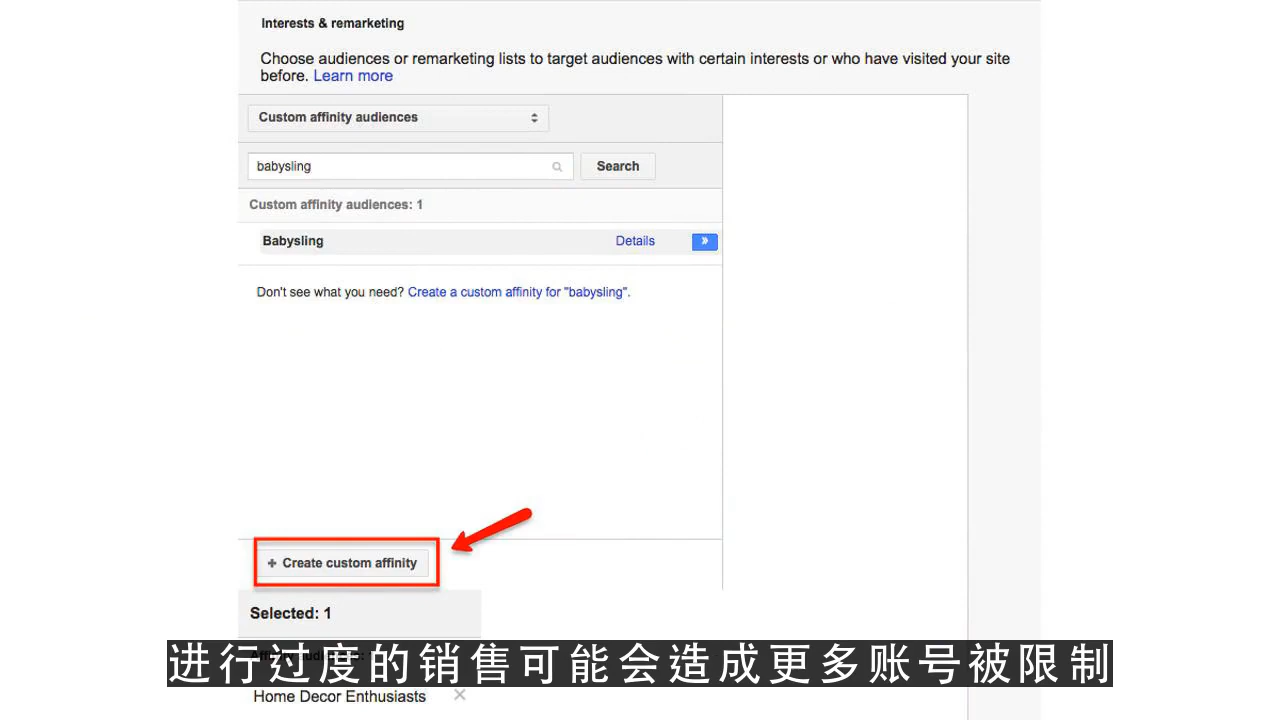 Interests & remarketing
Choose audiences or remarketing lists to target audiences with certain interests or who have visited your site
before. Learn more
Custom affinity audiences
babysling
Search
Custom affinity audiences: 1
Babysling
Details
»
Don't see what you need? Create a custom affinity for "babysling".
+ Create custom affinity
Selected: 1
进行过度的销售可能会造成更多账号被限制
Home Decor Enthusiasts ×